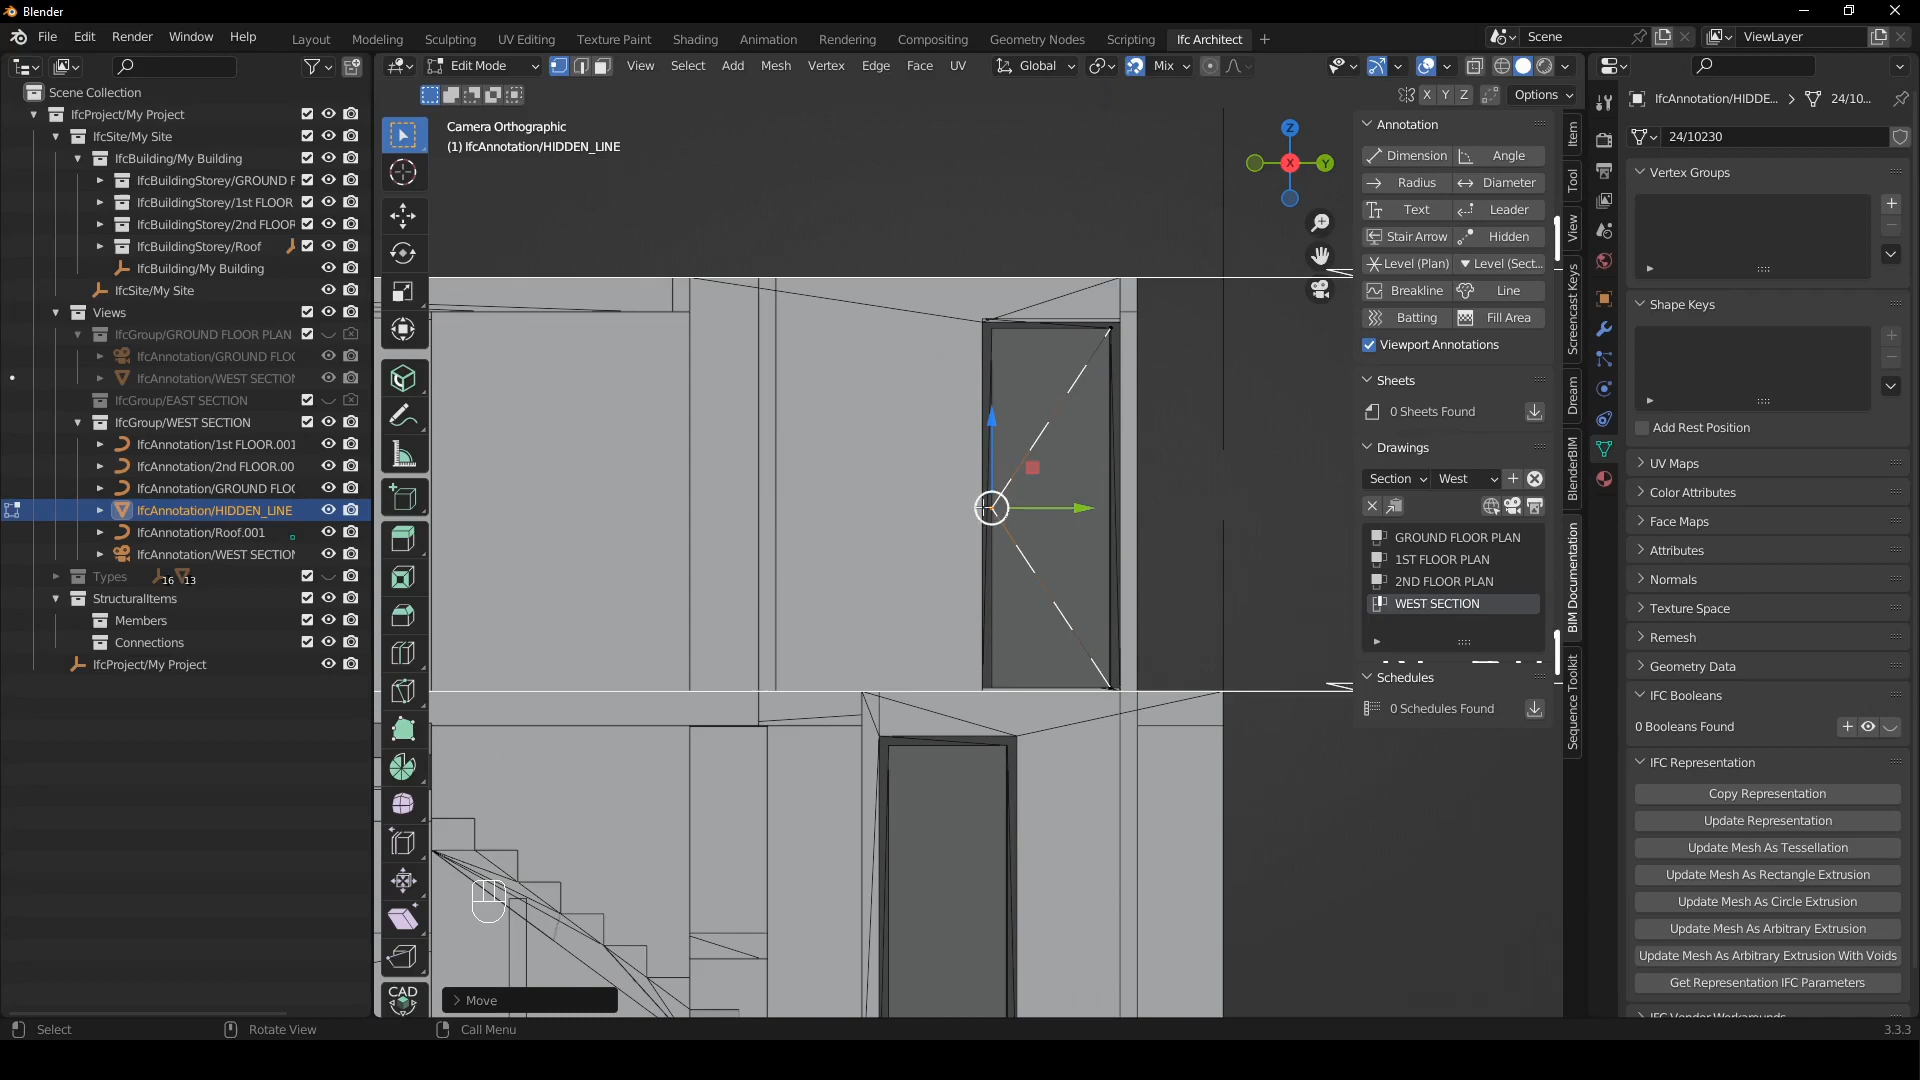 Blender
File Edit Render Window Help
Layout Modeling Sculpting UV Editing Texture Paint Shading Animation Rendering Compositing Geometry Nodes Scripting Ifc Architect
Scene
ViewLayer
Edit Mode View Select Add Mesh Vertex Edge Face UV Global Mix
X Y Z Options
Scene Collection
IfcProject/My Project
IfcSite/My Site
IfcBuilding/My Building
IfcBuildingStorey/GROUND F
IfcBuildingStorey/1st FLOOR
IfcBuildingStorey/2nd FLOOR
IfcBuildingStorey/Roof
IfcBuilding/My Building
IfcSite/My Site
Views
IfcGroup/GROUND FLOOR PLAN
IfcAnnotation/GROUND FLOO
IfcAnnotation/WEST SECTION
IfcGroup/EAST SECTION
IfcGroup/WEST SECTION
IfcAnnotation/1st FLOOR.001
IfcAnnotation/2nd FLOOR.00
IfcAnnotation/GROUND FLOO
IfcAnnotation/HIDDEN_LINE
IfcAnnotation/Roof.001
IfcAnnotation/WEST SECTION
Types 16 13
StructuralItems
Members
Connections
IfcProject/My Project
Camera Orthographic
(1) IfcAnnotation/HIDDEN_LINE
Z
X Y
CAD
Move
Annotation
Dimension Angle
Radius Diameter
Text Leader
Stair Arrow Hidden
Level (Plan) Level (Sect...
Breakline Line
Batting Fill Area
Viewport Annotations
Sheets
0 Sheets Found
Drawings
Section West
GROUND FLOOR PLAN
1ST FLOOR PLAN
2ND FLOOR PLAN
WEST SECTION
Schedules
0 Schedules Found
Item
Tool
View
Screencast Keys
Dream
BlenderBIM
BIM Documentation
Sequence Toolkit
IfcAnnotation/HIDDE... 24/10...
24/10230
Vertex Groups
Shape Keys
Add Rest Position
UV Maps
Color Attributes
Face Maps
Attributes
Normals
Texture Space
Remesh
Geometry Data
IFC Booleans
0 Booleans Found
IFC Representation
Copy Representation
Update Representation
Update Mesh As Tessellation
Update Mesh As Rectangle Extrusion
Update Mesh As Circle Extrusion
Update Mesh As Arbitrary Extrusion
Update Mesh As Arbitrary Extrusion With Voids
Get Representation IFC Parameters
IFC Vendor Workarounds
Select Rotate View Call Menu 3.3.3